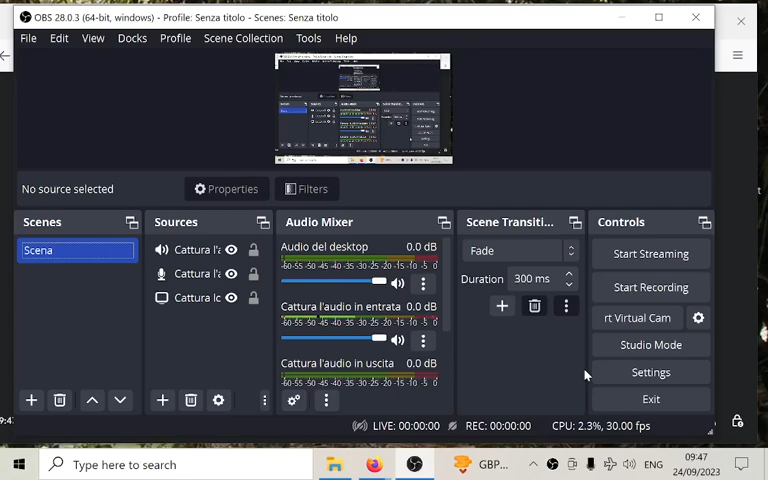 OBS 28.0.3 (64-bit, windows) - Profile: Senza titolo - Scenes: Senza titolo
File Edit View Docks Profile Scene Collection Tools Help
No source selected
Properties
Filters
Scenes
Scena
Sources
Cattura l'a
Cattura l'a
Cattura lc
Audio Mixer
Audio del desktop 0.0 dB
-60 -55 -50 -45 -40 -35 -30 -25 -20 -15 -10 -5 0
Cattura l'audio in entrata 0.0 dB
-60 -55 -50 -45 -40 -35 -30 -25 -20 -15 -10 -5 0
Cattura l'audio in uscita 0.0 dB
-60 -55 -50 -45 -40 -35 -30 -25 -20 -15 -10 -5 0
Scene Transiti...
Fade
Duration 300 ms
Controls
Start Streaming
Start Recording
rt Virtual Cam
Studio Mode
Settings
Exit
LIVE: 00:00:00 REC: 00:00:00 CPU: 2.3%, 30.00 fps
Type here to search
GBP...
ENG
09:47
24/09/2023